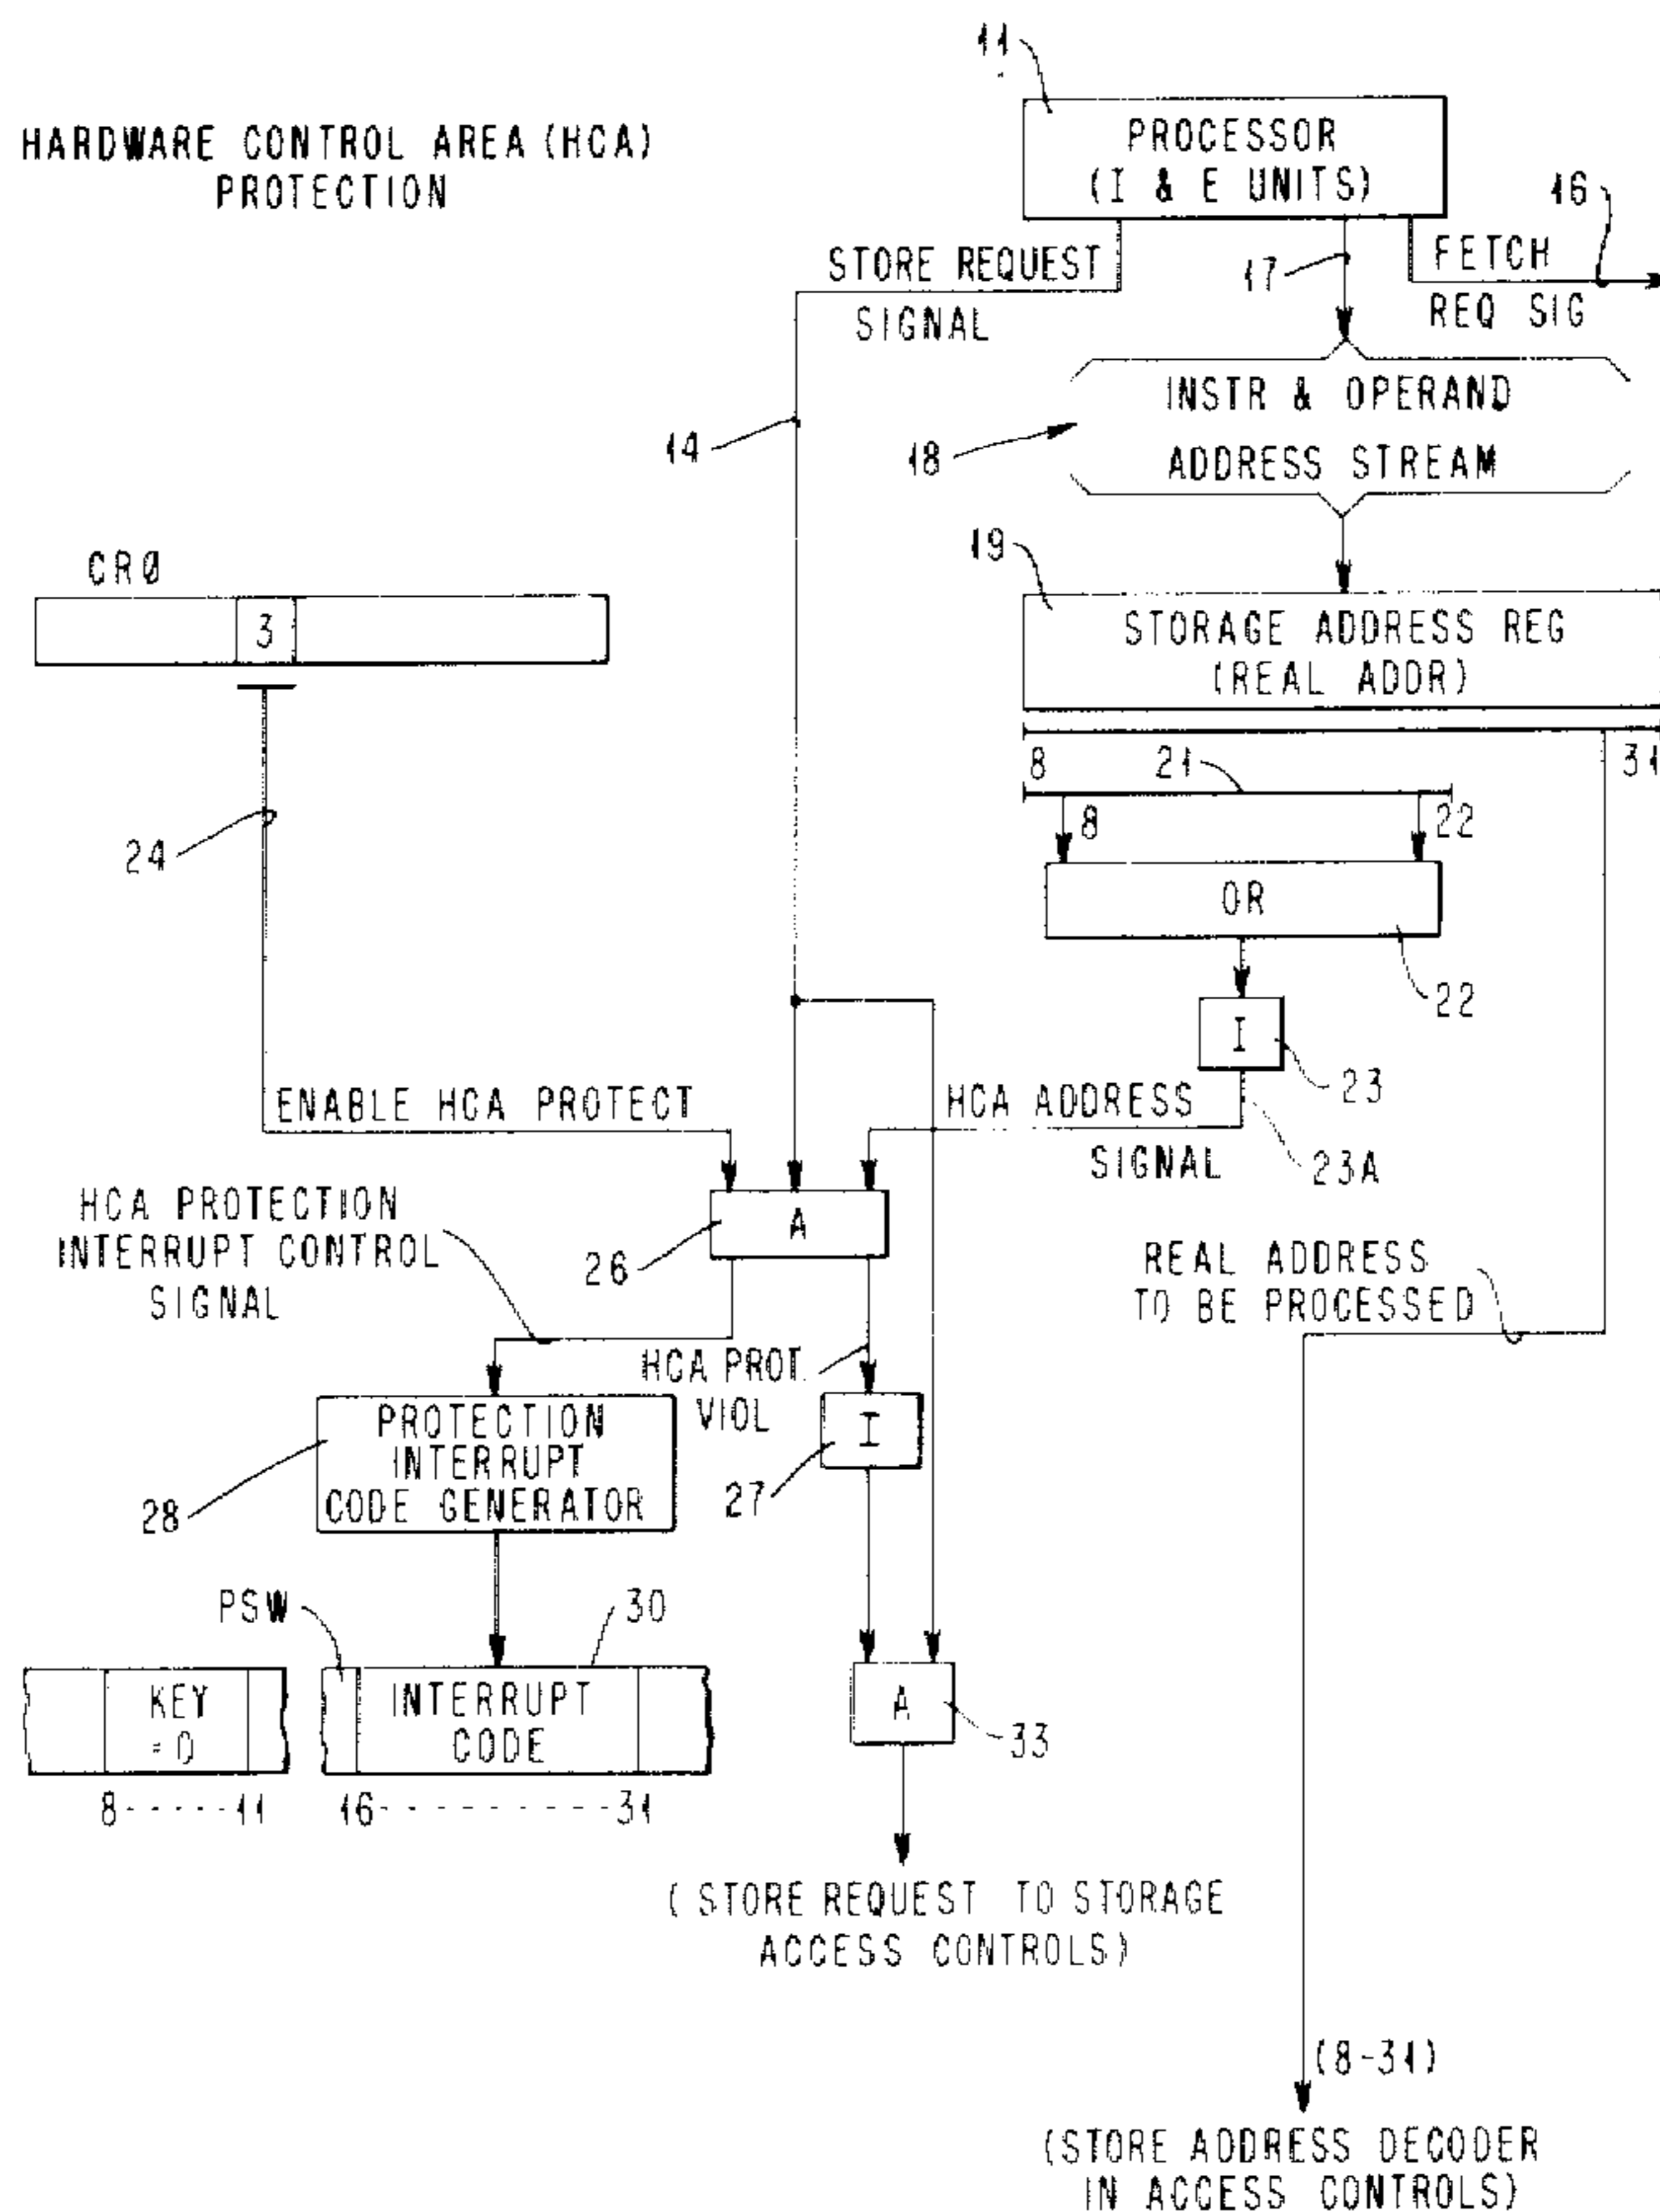 11
HARDWARE CONTROL AREA (HCA)
PROTECTION
PROCESSOR
(I & E UNITS)
16
STORE REQUEST
SIGNAL
17
FETCH
REQ SIG
14
18
INSTR & OPERAND
ADDRESS STREAM
19
CRØ
3
STORAGE ADDRESS REG
(REAL ADDR)
8
21
31
8
22
24
OR
22
I
23
ENABLE HCA PROTECT
HCA ADDRESS
SIGNAL
23A
HCA PROTECTION
INTERRUPT CONTROL
SIGNAL
A
26
REAL ADDRESS
TO BE PROCESSED
HCA PROT.
VIOL
PROTECTION
INTERRUPT
CODE GENERATOR
28
I
27
PSW
30
KEY
= 0
INTERRUPT
CODE
A
33
8-----11
16---------31
(STORE REQUEST TO STORAGE
ACCESS CONTROLS)
(8-31)
(STORE ADDRESS DECODER
IN ACCESS CONTROLS)